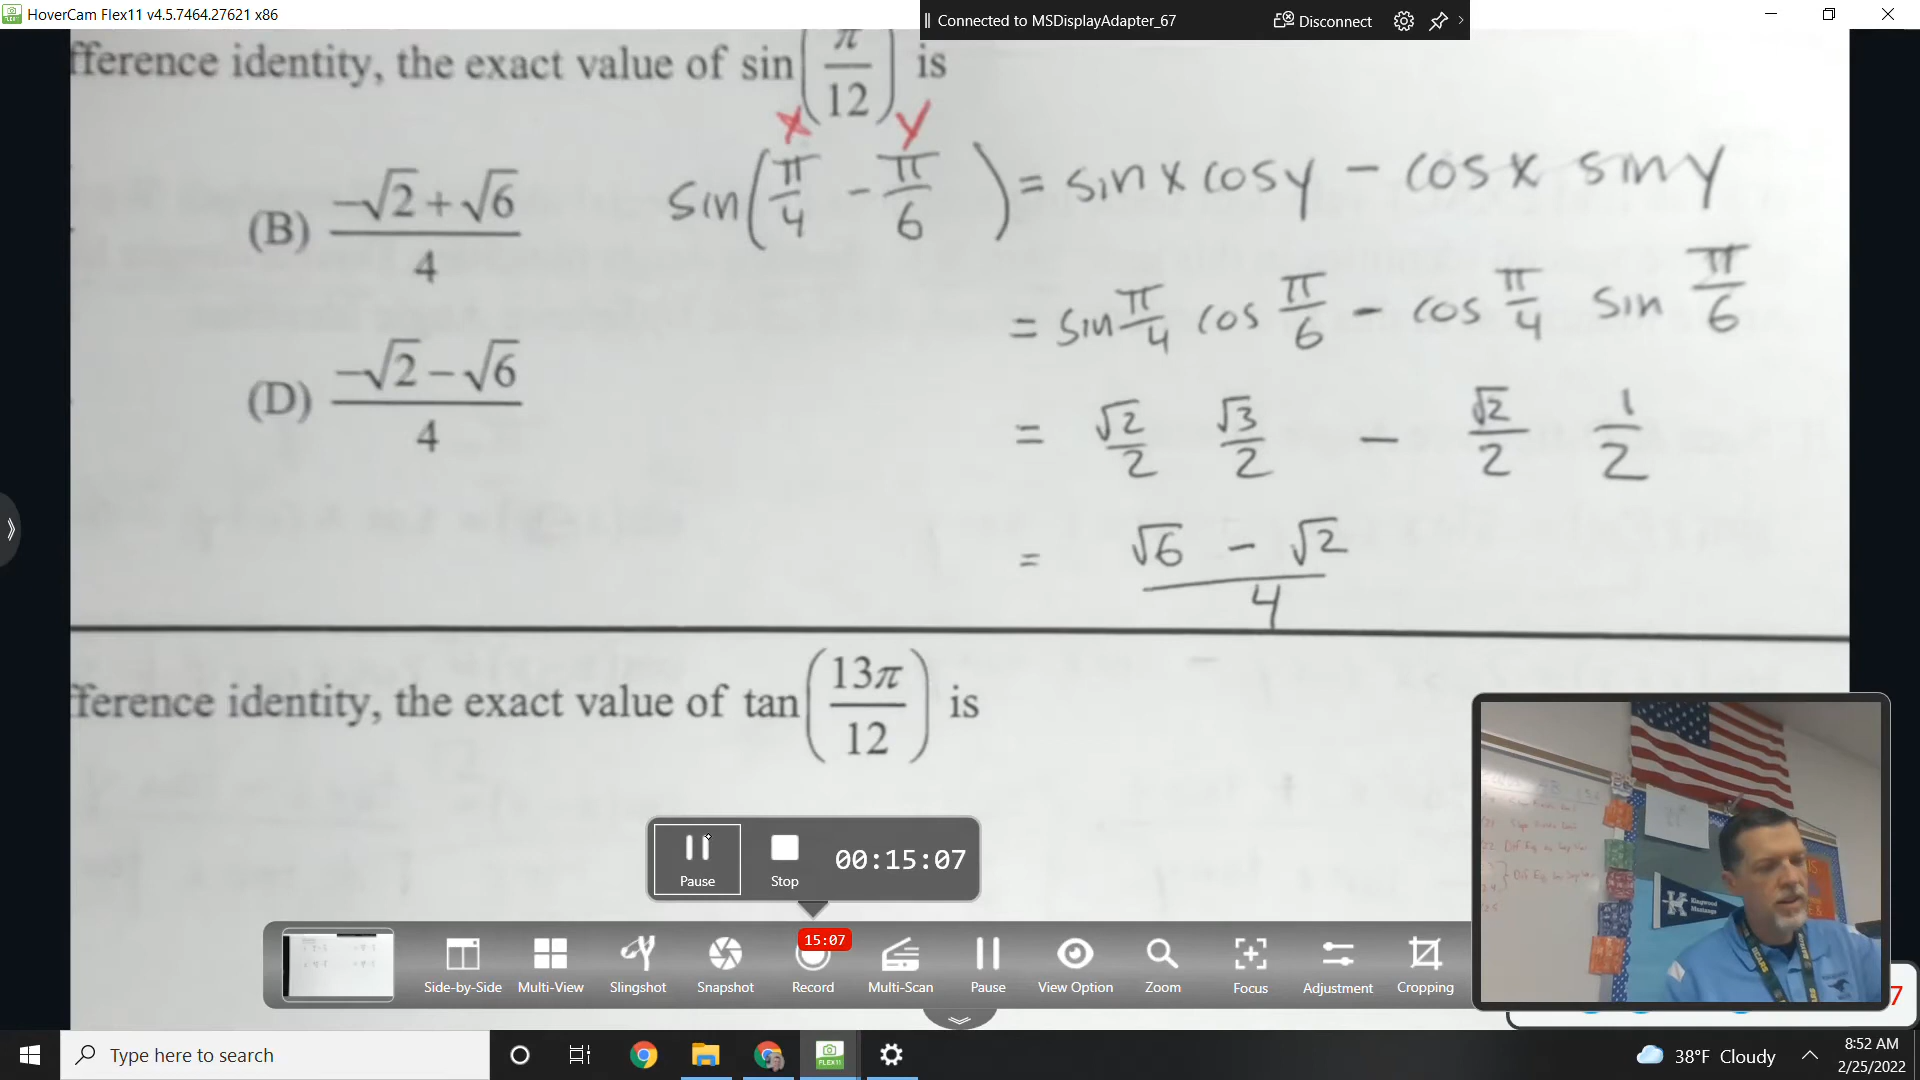 HoverCam Flex11 v4.5.7464.27621 x86
Connected to MSDisplayAdapter_67 Disconnect
fference identity, the exact value of sin(π/12) is
x y
(B) (-√2 + √6)/4
sin(π/4 - π/6) = sin x cos y - cos x sin y
= sin π/4 cos π/6 - cos π/4 sin π/6
(D) (-√2 - √6)/4
= √2/2 √3/2 - √2/2 1/2
= (√6 - √2)/4
fference identity, the exact value of tan(13π/12) is
Pause Stop 00:15:07
15:07
Side-by-Side Multi-View Slingshot Snapshot Record Multi-Scan Pause View Option Zoom Focus Adjustment Cropping
K Kingwood Mustangs
BEARS
7
Type here to search
FLEX11
38°F Cloudy
8:52 AM
2/25/2022